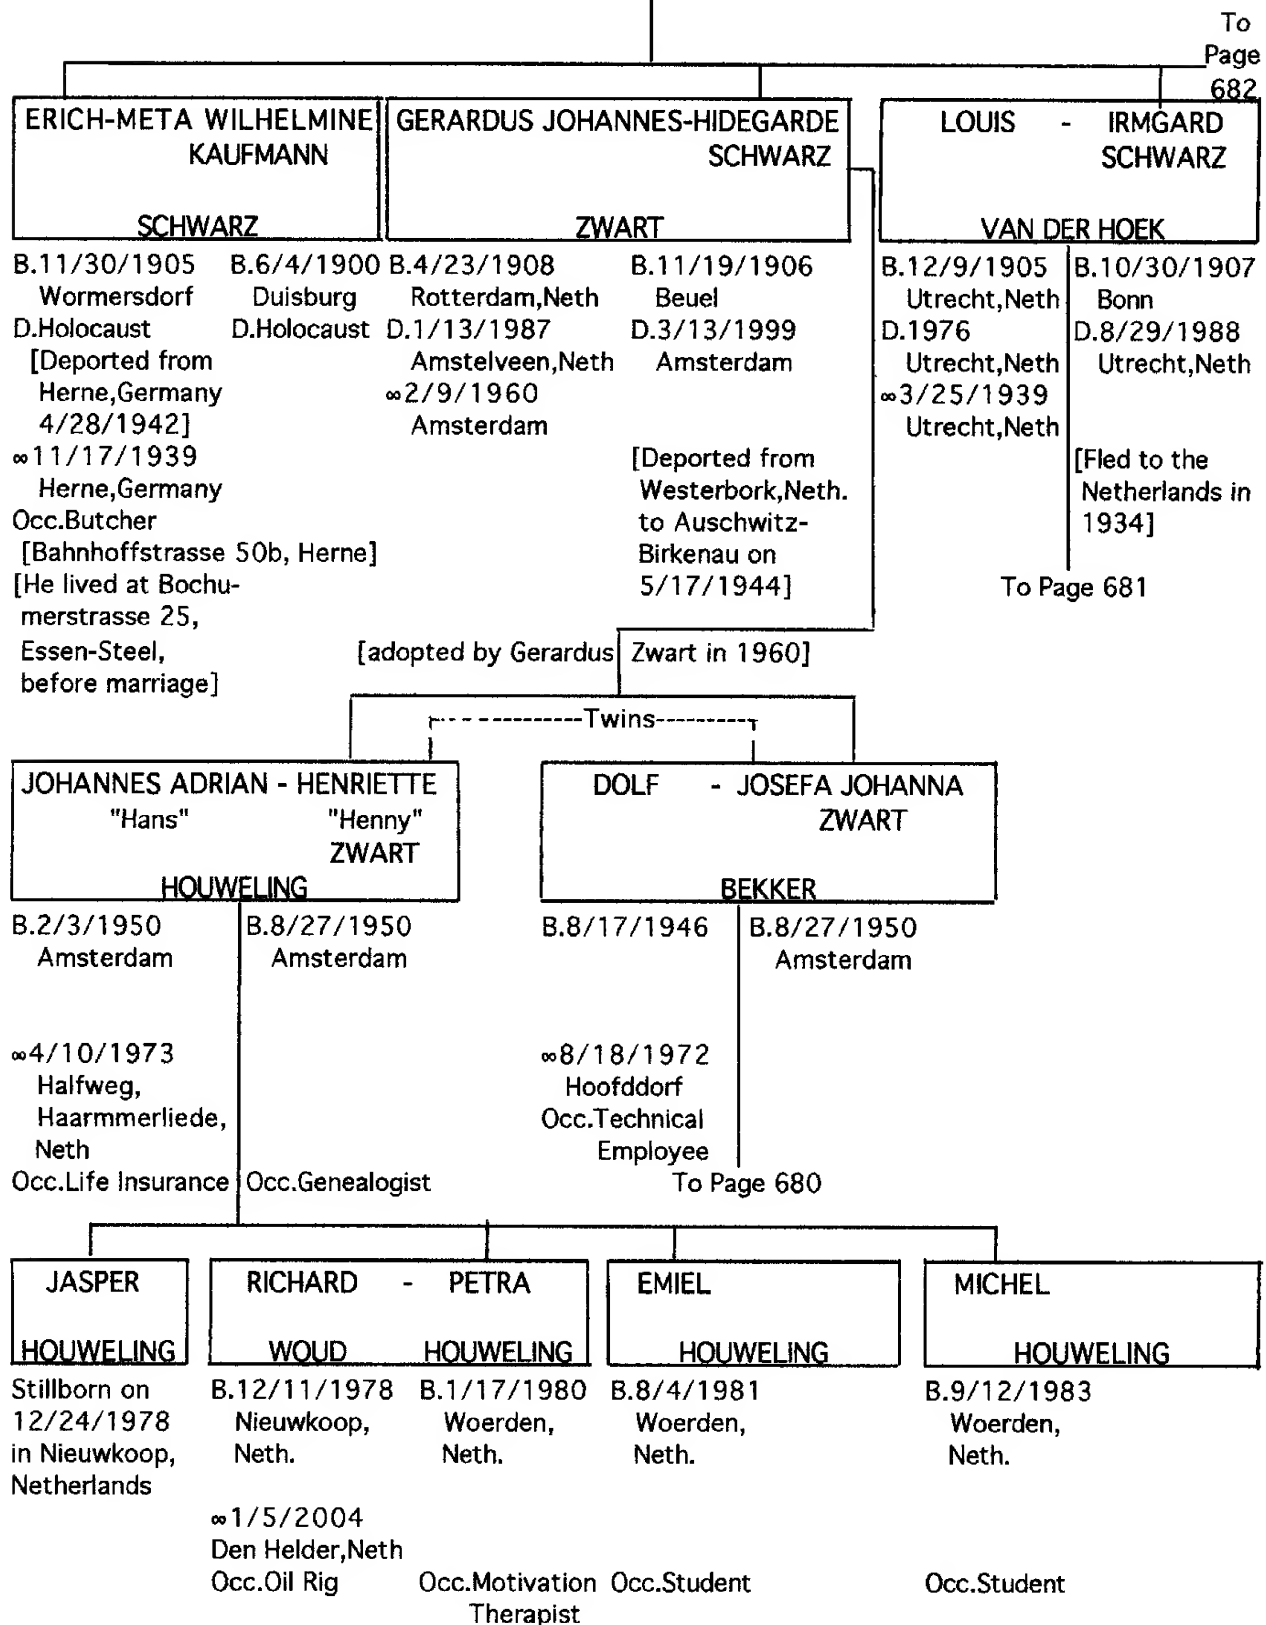 To
Page
682
ERICH-META WILHELMINE
KAUFMANN
SCHWARZ
B.11/30/1905 B.6/4/1900
Wormersdorf Duisburg
D.Holocaust D.Holocaust
[Deported from
Herne,Germany
4/28/1942]
∞11/17/1939
Herne,Germany
Occ.Butcher
[Bahnhoffstrasse 50b, Herne]
[He lived at Bochu-
merstrasse 25,
Essen-Steel,
before marriage]
GERARDUS JOHANNES-HIDEGARDE
SCHWARZ
ZWART
B.4/23/1908 B.11/19/1906
Rotterdam,Neth Beuel
D.1/13/1987 D.3/13/1999
Amstelveen,Neth Amsterdam
∞2/9/1960
Amsterdam
[Deported from
Westerbork,Neth.
to Auschwitz-
Birkenau on
5/17/1944]
LOUIS - IRMGARD
SCHWARZ
VAN DER HOEK
B.12/9/1905 B.10/30/1907
Utrecht,Neth Bonn
D.1976 D.8/29/1988
Utrecht,Neth Utrecht,Neth
∞3/25/1939
Utrecht,Neth
[Fled to the
Netherlands in
1934]
To Page 681
[adopted by Gerardus Zwart in 1960]
Twins
JOHANNES ADRIAN - HENRIETTE
"Hans" "Henny"
ZWART
HOUWELING
B.2/3/1950 B.8/27/1950
Amsterdam Amsterdam
∞4/10/1973
Halfweg,
Haarmmerliede,
Neth
Occ.Life Insurance Occ.Genealogist
DOLF - JOSEFA JOHANNA
ZWART
BEKKER
B.8/17/1946 B.8/27/1950
Amsterdam
∞8/18/1972
Hoofddorf
Occ.Technical
Employee
To Page 680
JASPER
HOUWELING
Stillborn on
12/24/1978
in Nieuwkoop,
Netherlands
RICHARD - PETRA
WOUD HOUWELING
B.12/11/1978 B.1/17/1980
Nieuwkoop, Woerden,
Neth. Neth.
∞1/5/2004
Den Helder,Neth
Occ.Oil Rig Occ.Motivation
Therapist
EMIEL
HOUWELING
B.8/4/1981
Woerden,
Neth.
Occ.Student
MICHEL
HOUWELING
B.9/12/1983
Woerden,
Neth.
Occ.Student